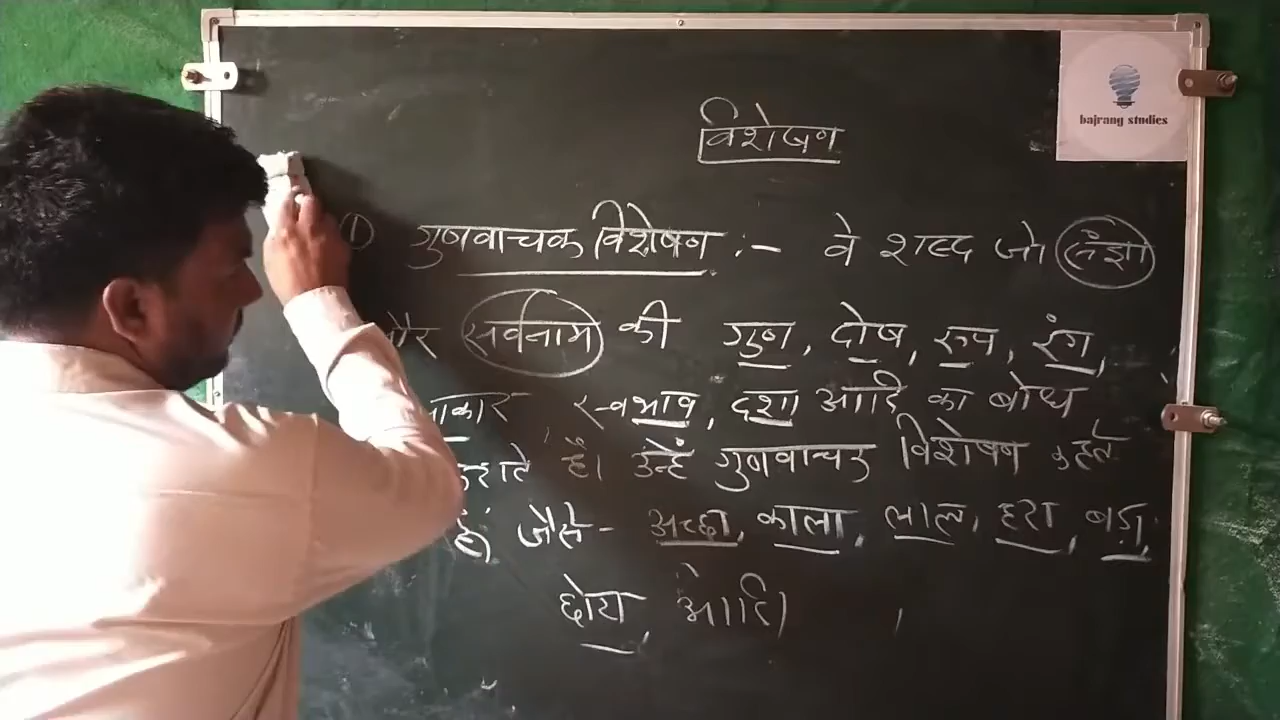 bajrang studies
विशेषण
① गुणवाचक विशेषण :- वे शब्द जो संज्ञा
और सर्वनाम की गुण, दोष, रूप, रंग,
आकार स्वभाव, दशा आदि का बोध
कराते हैं। उन्हें गुणवाचक विशेषण कहते
हैं, जैसे- अच्छा, काला, लाल, हरा, बड़ा,
छोटा, आदि।